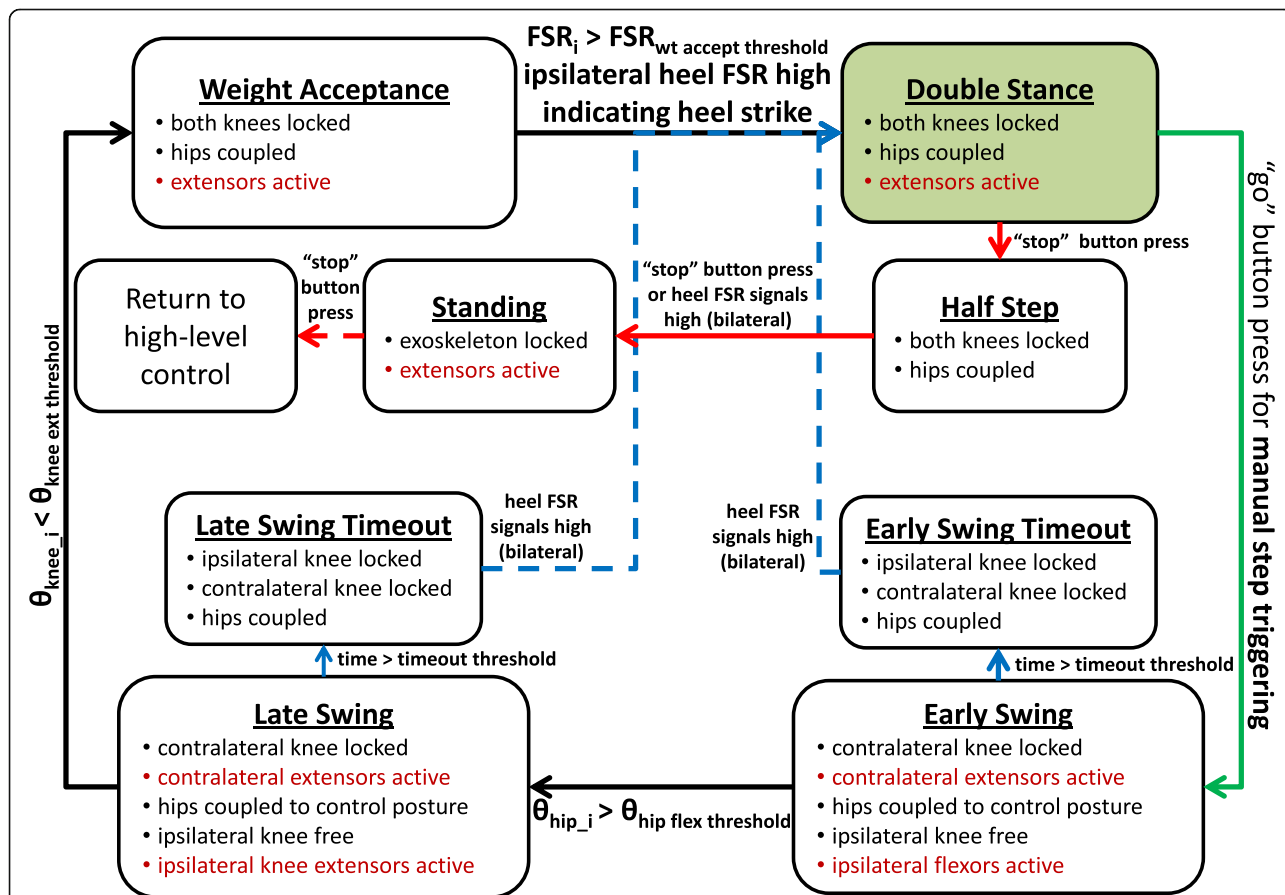 FSRi > FSRwt accept threshold
ipsilateral heel FSR high
indicating heel strike
Weight Acceptance
• both knees locked
• hips coupled
• extensors active
Double Stance
• both knees locked
• hips coupled
• extensors active
"go" button press for manual step triggering
"stop" button press
"stop"
button
press
"stop" button press
or heel FSR signals
high (bilateral)
Return to
high-level
control
Standing
• exoskeleton locked
• extensors active
Half Step
• both knees locked
• hips coupled
θknee_i < θknee ext threshold
Late Swing Timeout
• ipsilateral knee locked
• contralateral knee locked
• hips coupled
heel FSR
signals high
(bilateral)
heel FSR
signals high
(bilateral)
Early Swing Timeout
• ipsilateral knee locked
• contralateral knee locked
• hips coupled
time > timeout threshold
time > timeout threshold
Late Swing
• contralateral knee locked
• contralateral extensors active
• hips coupled to control posture
• ipsilateral knee free
• ipsilateral knee extensors active
θhip_i > θhip flex threshold
Early Swing
• contralateral knee locked
• contralateral extensors active
• hips coupled to control posture
• ipsilateral knee free
• ipsilateral flexors active